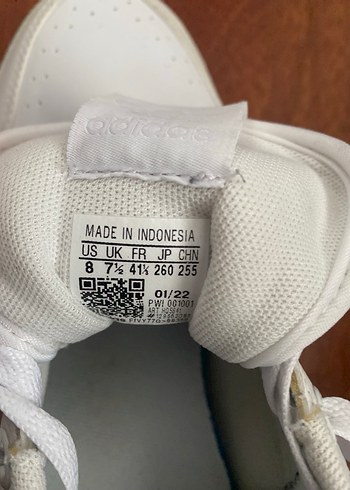 adidas
MADE IN INDONESIA
US UK FR JP CHN
8 7½ 41⅓ 260 255
01/22
PWI 001001